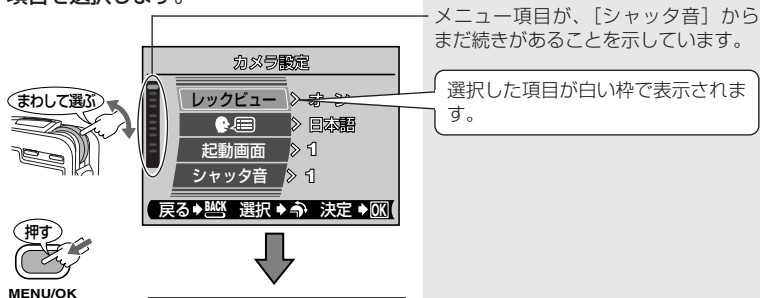 項目を選択します。
メニュー項目が、[シャッタ音] から
まだ続きがあることを示しています。
カメラ設定
まわして選ぶ
レックビュー
選択した項目が白い枠で表示されま
す。
日本語
起動画面 1
シャッタ音 1
戻る BACK 選択 決定 OK
押す
MENU/OK